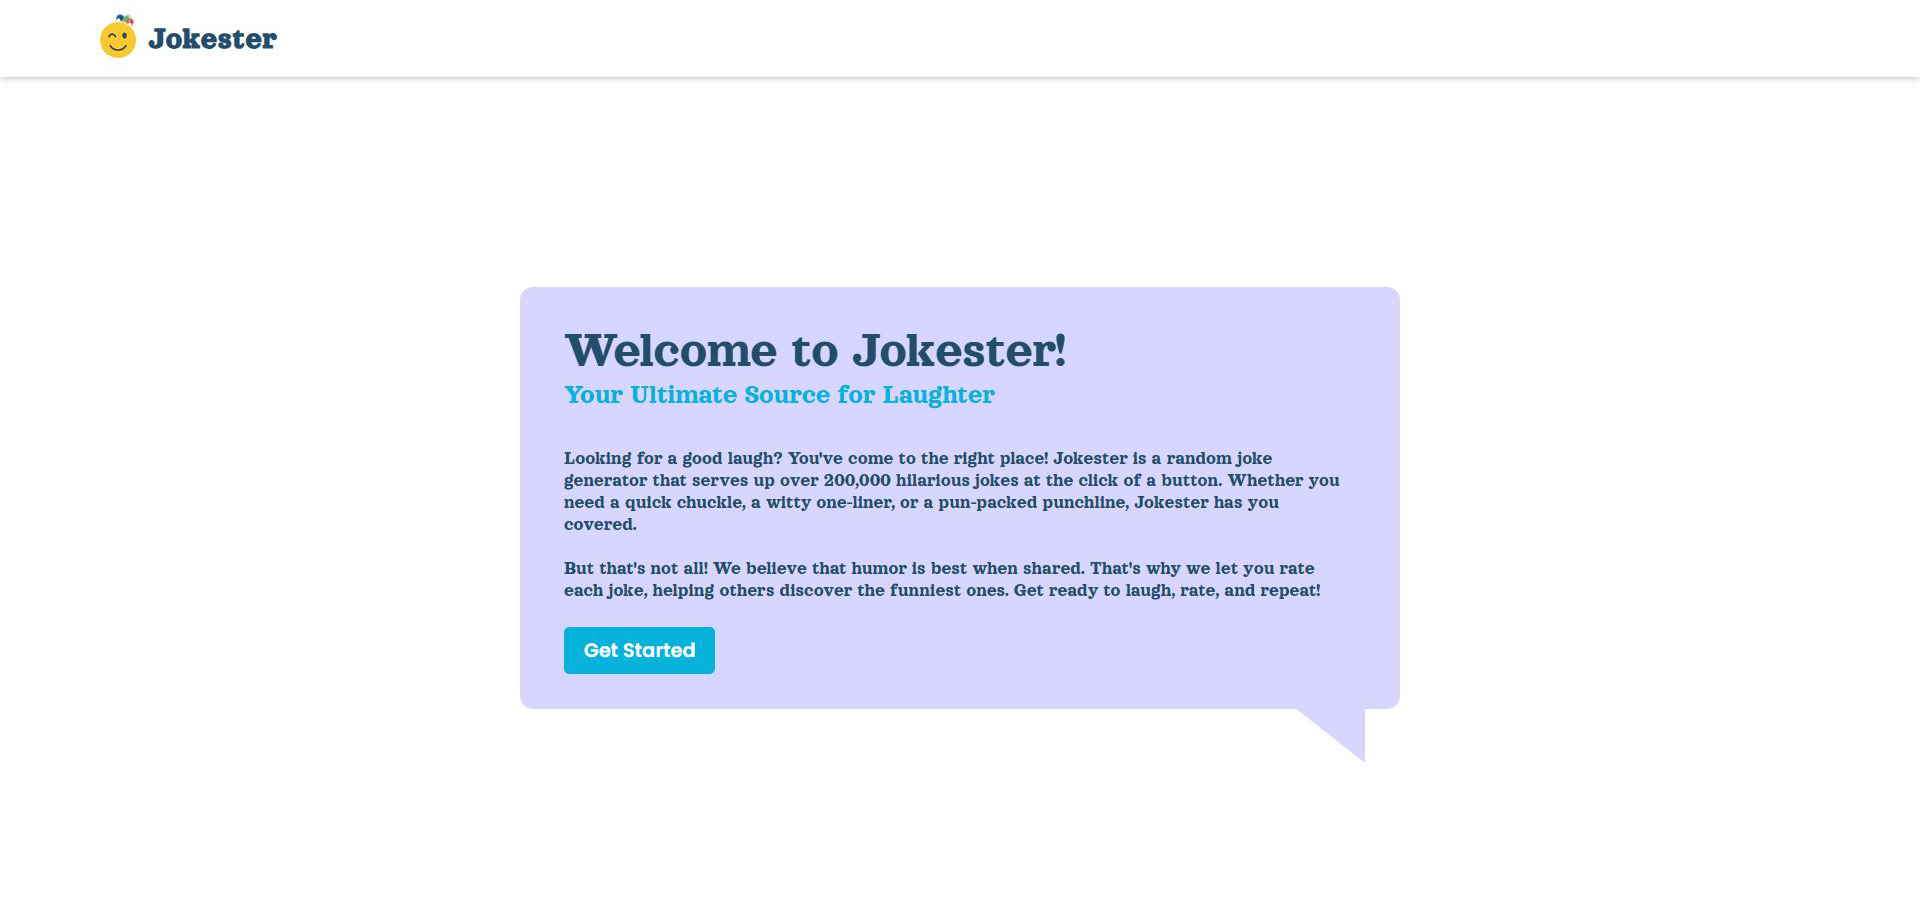 Jokester
Welcome to Jokester!
Your Ultimate Source for Laughter
Looking for a good laugh? You've come to the right place! Jokester is a random joke
generator that serves up over 200,000 hilarious jokes at the click of a button. Whether you
need a quick chuckle, a witty one-liner, or a pun-packed punchline, Jokester has you
covered.
But that's not all! We believe that humor is best when shared. That's why we let you rate
each joke, helping others discover the funniest ones. Get ready to laugh, rate, and repeat!
Get Started